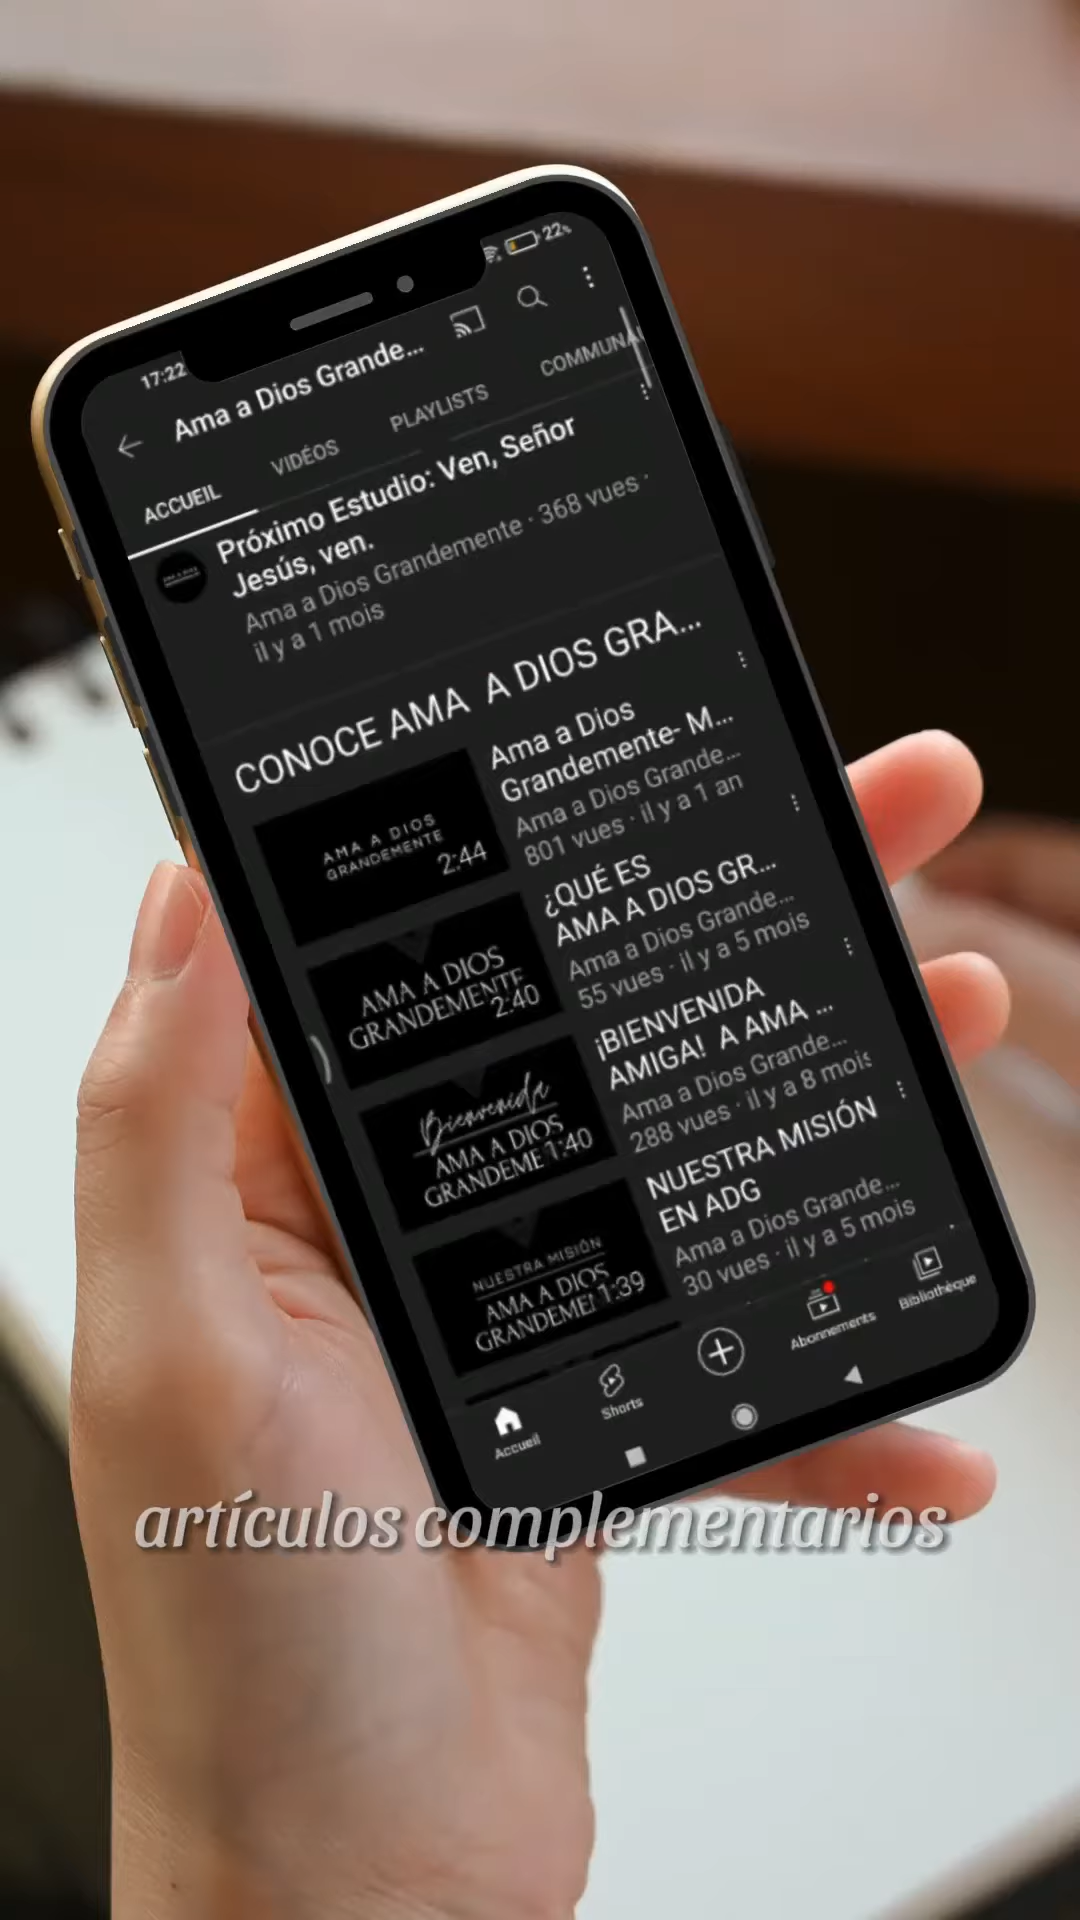 17:22
22%
Ama a Dios Grande...
ACCUEIL
VIDÉOS
PLAYLISTS
COMMUNA
Próximo Estudio: Ven, Señor
Jesús, ven.
Ama a Dios Grandemente · 368 vues ·
il y a 1 mois
CONOCE AMA A DIOS GRA...
AMA A DIOS
GRANDEMENTE
2:44
Ama a Dios
Grandemente- M...
Ama a Dios Grande...
801 vues · il y a 1 an
AMA A DIOS
GRANDEMENTE
2:40
¿QUÉ ES
AMA A DIOS GR...
Ama a Dios Grande...
55 vues · il y a 5 mois
Bienvenida
AMA A DIOS
GRANDEME
1:40
¡BIENVENIDA
AMIGA! A AMA ...
Ama a Dios Grande...
288 vues · il y a 8 mois
NUESTRA MISIÓN
AMA A DIOS
GRANDEME
1:39
NUESTRA MISIÓN
EN ADG
Ama a Dios Grande...
30 vues · il y a 5 mois
Accueil
Shorts
Abonnements
Bibliothèque
artículos complementarios